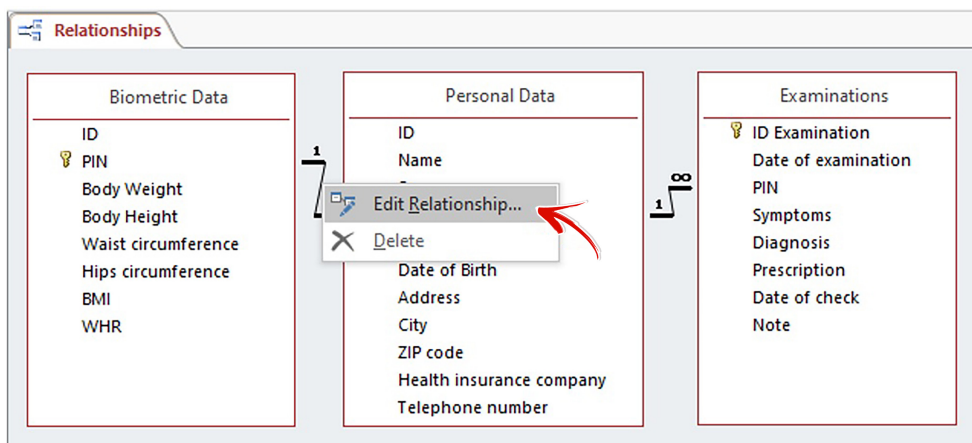 Relationships
Biometric Data
ID
PIN
Body Weight
Body Height
Waist circumference
Hips circumference
BMI
WHR
1
Personal Data
ID
Name
Edit Relationship...
Delete
Date of Birth
Address
City
ZIP code
Health insurance company
Telephone number
1
∞
Examinations
ID Examination
Date of examination
PIN
Symptoms
Diagnosis
Prescription
Date of check
Note